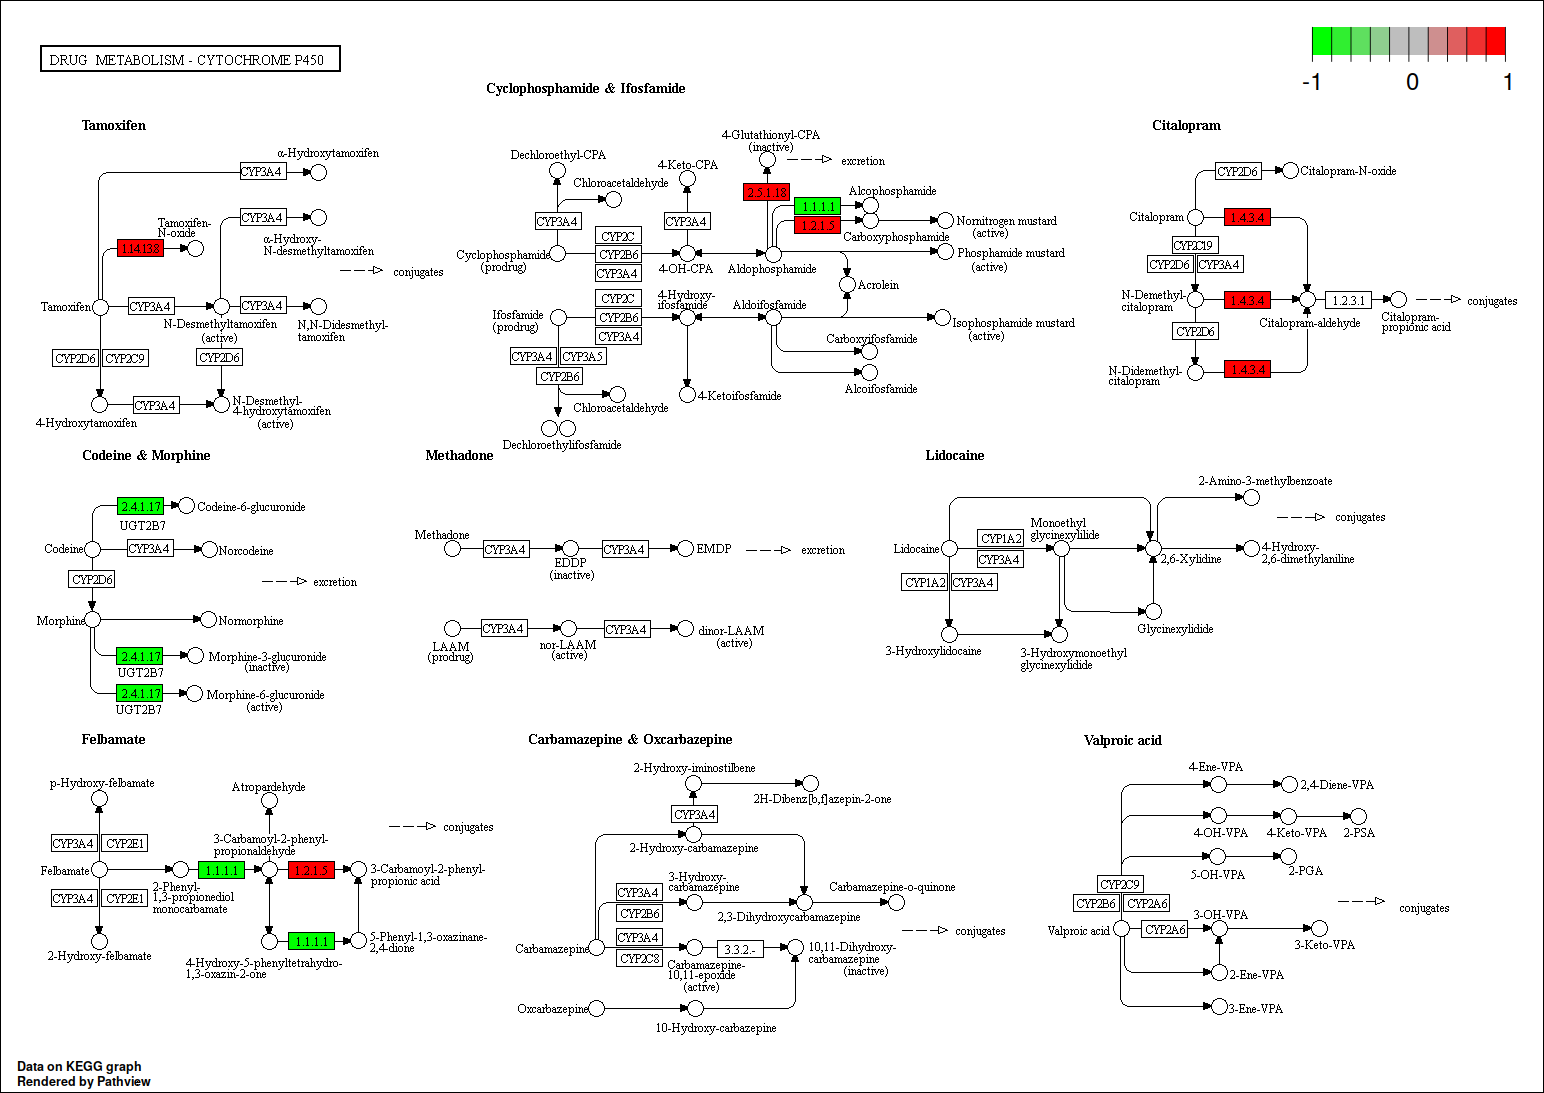 DRUG METABOLISM - CYTOCHROME P450
-1
0
1
Cyclophosphamide & Ifosfamide
Tamoxifen
α-Hydroxytamoxifen
CYP3A4
Tamoxifen-
N-oxide
1.14.13.8
CYP3A4
α-Hydroxy-
N-desmethyltamoxifen
conjugates
Tamoxifen
CYP3A4
CYP3A4
N-Desmethyltamoxifen
(active)
N,N-Didesmethyl-
tamoxifen
CYP2D6
CYP2C9
CYP2D6
CYP3A4
N-Desmethyl-
4-hydroxytamoxifen
(active)
4-Hydroxytamoxifen
Dechloroethyl-CPA
Chloroacetaldehyde
CYP3A4
4-Keto-CPA
CYP3A4
4-Glutathionyl-CPA
(inactive)
excretion
2.5.1.18
Alcophosphamide
1.1.1.1
1.2.1.5
Carboxyphosphamide
Nornitrogen mustard
(active)
CYP2C
CYP2B6
CYP3A4
Cyclophosphamide
(prodrug)
4-OH-CPA
Aldophosphamide
Phosphamide mustard
(active)
Acrolein
CYP2C
CYP2B6
CYP3A4
Ifosfamide
(prodrug)
4-Hydroxy-
ifosfamide
Aldoifosfamide
Isophosphamide mustard
(active)
Carboxyifosfamide
Alcoifosfamide
CYP3A4
CYP3A5
CYP2B6
Chloroacetaldehyde
4-Ketoifosfamide
Dechloroethylifosfamide
Citalopram
CYP2D6
Citalopram-N-oxide
Citalopram
1.4.3.4
CYP2C19
CYP2D6
CYP3A4
N-Demethyl-
citalopram
1.4.3.4
1.2.3.1
conjugates
Citalopram-aldehyde
Citalopram-
propionic acid
CYP2D6
N-Didemethyl-
citalopram
1.4.3.4
Codeine & Morphine
2.4.1.17
UGT2B7
Codeine-6-glucuronide
Codeine
CYP3A4
Norcodeine
CYP2D6
excretion
Morphine
Normorphine
2.4.1.17
UGT2B7
Morphine-3-glucuronide
(inactive)
2.4.1.17
UGT2B7
Morphine-6-glucuronide
(active)
Methadone
Methadone
CYP3A4
EDDP
(inactive)
CYP3A4
EMDP
excretion
LAAM
(prodrug)
CYP3A4
nor-LAAM
(active)
CYP3A4
dinor-LAAM
(active)
Lidocaine
2-Amino-3-methylbenzoate
conjugates
Lidocaine
CYP1A2
CYP3A4
Monoethyl
glycinexylilide
2,6-Xylidine
4-Hydroxy-
2,6-dimethylaniline
CYP1A2
CYP3A4
Glycinexylidide
3-Hydroxylidocaine
3-Hydroxymonoethyl
glycinexylidide
Felbamate
p-Hydroxy-felbamate
CYP3A4
CYP2E1
Felbamate
CYP3A4
CYP2E1
2-Hydroxy-felbamate
2-Phenyl-
1,3-propionediol
monocarbamate
1.1.1.1
Atropardehyde
3-Carbamoyl-2-phenyl-
propionaldehyde
1.2.1.5
3-Carbamoyl-2-phenyl-
propionic acid
conjugates
1.1.1.1
5-Phenyl-1,3-oxazinane-
2,4-dione
4-Hydroxy-5-phenyltetrahydro-
1,3-oxazin-2-one
Carbamazepine & Oxcarbazepine
2-Hydroxy-iminostilbene
2H-Dibenz[b,f]azepin-2-one
CYP3A4
2-Hydroxy-carbamazepine
3-Hydroxy-
carbamazepine
CYP3A4
CYP2B6
2,3-Dihydroxycarbamazepine
Carbamazepine-o-quinone
Carbamazepine
CYP3A4
CYP2C8
Carbamazepine-
10,11-epoxide
(active)
3.3.2.-
10,11-Dihydroxy-
carbamazepine
(inactive)
conjugates
Oxcarbazepine
10-Hydroxy-carbazepine
Valproic acid
4-Ene-VPA
2,4-Diene-VPA
4-OH-VPA
4-Keto-VPA
2-PSA
5-OH-VPA
2-PGA
CYP2C9
CYP2B6
CYP2A6
Valproic acid
CYP2A6
3-OH-VPA
3-Keto-VPA
conjugates
2-Ene-VPA
3-Ene-VPA
Data on KEGG graph
Rendered by Pathview